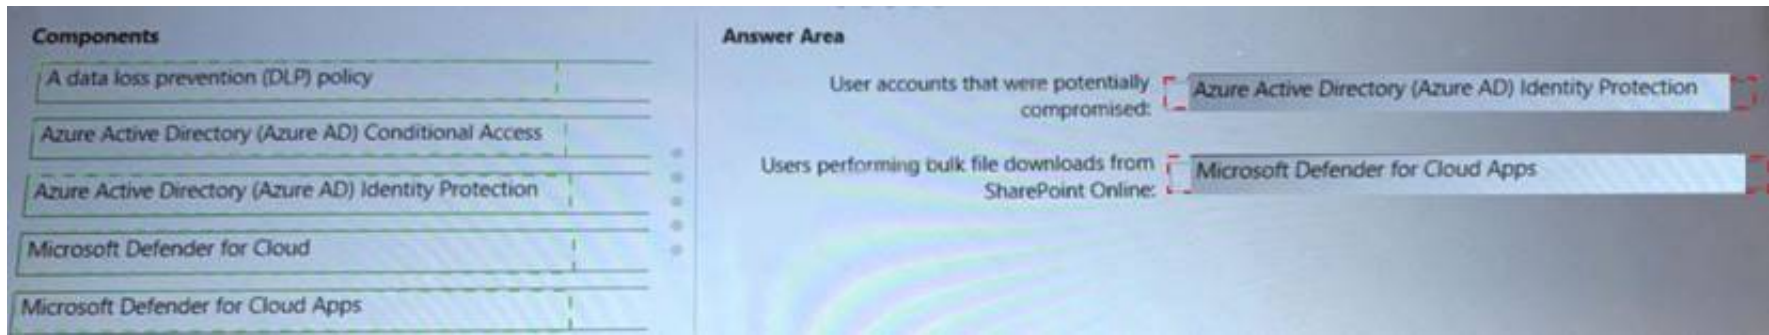 Components
A data loss prevention (DLP) policy
Azure Active Directory (Azure AD) Conditional Access
Azure Active Directory (Azure AD) Identity Protection
Microsoft Defender for Cloud
Microsoft Defender for Cloud Apps
Answer Area
User accounts that were potentially
compromised:
Azure Active Directory (Azure AD) Identity Protection
Users performing bulk file downloads from
SharePoint Online:
Microsoft Defender for Cloud Apps